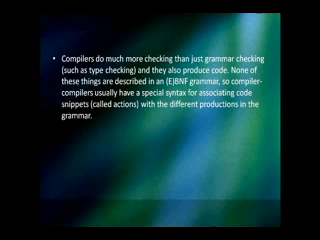 • Compilers do much more checking than just grammar checking
(such as type checking) and they also produce code. None of
these things are described in an (E)BNF grammar, so compiler-
compilers usually have a special syntax for associating code
snippets (called actions) with the different productions in the
grammar.